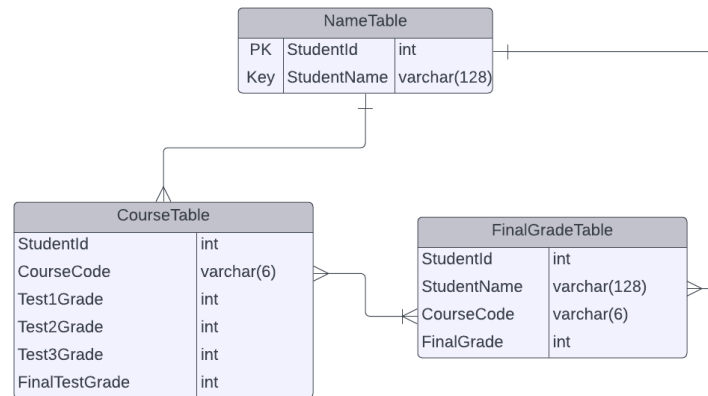 NameTable
PK StudentId int
Key StudentName varchar(128)
CourseTable
StudentId int
CourseCode varchar(6)
Test1Grade int
Test2Grade int
Test3Grade int
FinalTestGrade int
FinalGradeTable
StudentId int
StudentName varchar(128)
CourseCode varchar(6)
FinalGrade int